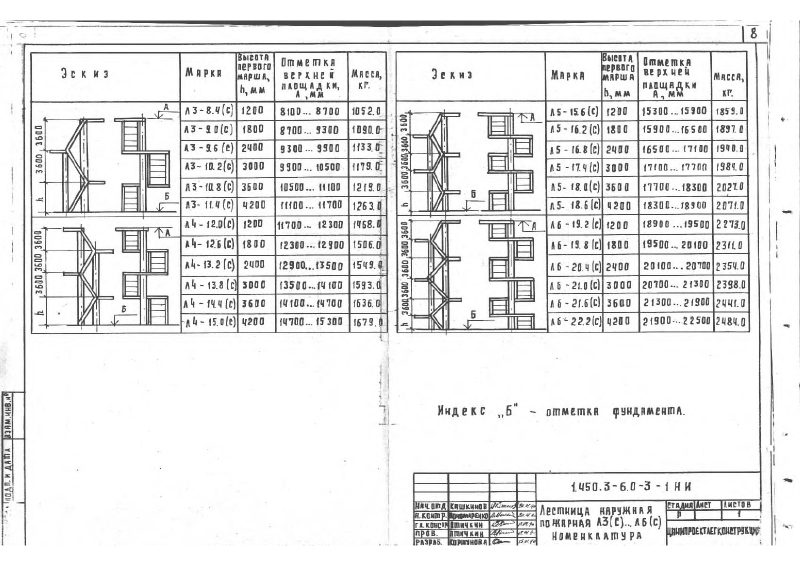 8
Эскиз Марка Высота первого марша, h, мм Отметка верхней площадки, А, мм Масса, кг.
Л3-8.4(с) 1200 8100...8700 1052.0
Л3-9.0(с) 1800 8700...9300 1090.0
Л3-9.6(с) 2400 9300...9900 1133.0
Л3-10.2(с) 3000 9900...10500 1179.0
Л3-10.8(с) 3600 10500...11100 1219.0
Л3-11.4(с) 4200 11100...11700 1263.0
Л4-12.0(с) 1200 11700...12300 1468.0
Л4-12.6(с) 1800 12300...12900 1506.0
Л4-13.2(с) 2400 12900...13500 1549.0
Л4-13.8(с) 3000 13500...14100 1593.0
Л4-14.4(с) 3600 14100...14700 1636.0
Л4-15.0(с) 4200 14700...15300 1679.0
3600 3600 h А Б
3600 3600 3600 h А Б
Эскиз Марка Высота первого марша, h, мм Отметка верхней площадки А, мм Масса, кг.
Л5-15.6(с) 1200 15300...15900 1859.0
Л5-16.2(с) 1800 15900...16500 1897.0
Л5-16.8(с) 2400 16500...17100 1940.0
Л5-17.4(с) 3000 17100...17700 1984.0
Л5-18.0(с) 3600 17700...18300 2027.0
Л5-18.6(с) 4200 18300...18900 2071.0
Л6-19.2(с) 1200 18900...19500 2273.0
Л6-19.8(с) 1800 19500...20100 2311.0
Л6-20.4(с) 2400 20100...20700 2354.0
Л6-21.0(с) 3000 20700...21300 2398.0
Л6-21.6(с) 3600 21300...21900 2441.0
Л6-22.2(с) 4200 21900...22500 2484.0
3600 3600 3600 3600 h А Б
3600 3600 3600 3600 3600 h А Б
Индекс „Б“ - отметка фундамента.
1.450.3-6.0-3-1НИ
Нач. отд. Кашкинов
Н. контр. Пономаренко
Гл. констр. Птичкин
Пров. Птичкин
Разраб.
Лестница наружная
пожарная Л3(с)...Л6(с)
Номенклатура
Стадия Лист Листов
Р 1
ЦНИИПРОЕКТЛЕГКОНСТРУКЦИЯ
Взам. инв. №
Подп. и дата